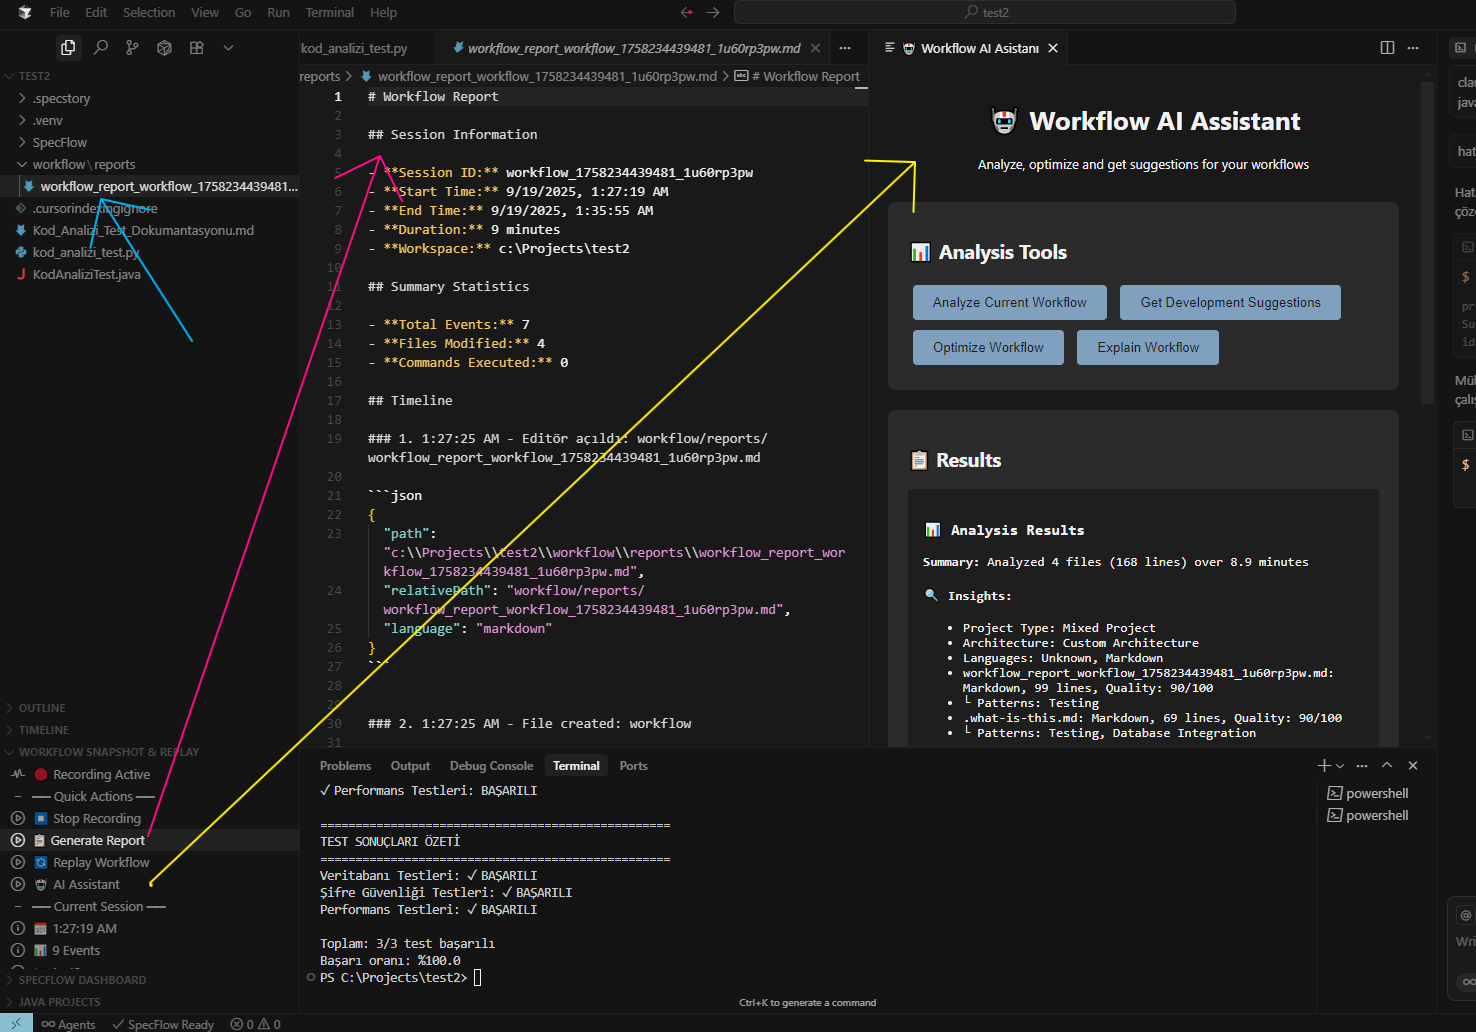 File Edit Selection View Go Run Terminal Help
test2
TEST2
.specstory
.venv
SpecFlow
workflow \ reports
workflow_report_workflow_1758234439481...
.cursorindexingignore
Kod_Analizi_Test_Dokumantasyonu.md
kod_analizi_test.py
KodAnaliziTest.java
OUTLINE
TIMELINE
WORKFLOW SNAPSHOT & REPLAY
Recording Active
Quick Actions
Stop Recording
Generate Report
Replay Workflow
AI Assistant
Current Session
1:27:19 AM
9 Events
SPECFLOW DASHBOARD
JAVA PROJECTS
kod_analizi_test.py
workflow_report_workflow_1758234439481_1u60rp3pw.md
reports > workflow_report_workflow_1758234439481_1u60rp3pw.md > # Workflow Report
1 # Workflow Report
2
3 ## Session Information
4
5 - **Session ID:** workflow_1758234439481_1u60rp3pw
6 - **Start Time:** 9/19/2025, 1:27:19 AM
7 - **End Time:** 9/19/2025, 1:35:55 AM
8 - **Duration:** 9 minutes
9 - **Workspace:** c:\Projects\test2
10
11 ## Summary Statistics
12
13 - **Total Events:** 7
14 - **Files Modified:** 4
15 - **Commands Executed:** 0
16
17 ## Timeline
18
19 ### 1. 1:27:25 AM - Editör açıldı: workflow/reports/
workflow_report_workflow_1758234439481_1u60rp3pw.md
20
21 ```json
22 {
23 "path":
"c:\\Projects\\test2\\workflow\\reports\\workflow_report_wor
kflow_1758234439481_1u60rp3pw.md",
24 "relativePath": "workflow/reports/
workflow_report_workflow_1758234439481_1u60rp3pw.md",
25 "language": "markdown"
26 }
27 ```
28
29
30 ### 2. 1:27:25 AM - File created: workflow
31
Workflow AI Asistanı
Workflow AI Assistant
Analyze, optimize and get suggestions for your workflows
Analysis Tools
Analyze Current Workflow Get Development Suggestions
Optimize Workflow Explain Workflow
Results
Analysis Results
Summary: Analyzed 4 files (168 lines) over 8.9 minutes
Insights:
• Project Type: Mixed Project
• Architecture: Custom Architecture
• Languages: Unknown, Markdown
• workflow_report_workflow_1758234439481_1u60rp3pw.md:
Markdown, 99 lines, Quality: 90/100
• └ Patterns: Testing
• .what-is-this.md: Markdown, 69 lines, Quality: 90/100
• └ Patterns: Testing, Database Integration
Problems Output Debug Console Terminal Ports
✓ Performans Testleri: BAŞARILI
==================================================
TEST SONUÇLARI ÖZETİ
==================================================
Veritabanı Testleri: ✓ BAŞARILI
Şifre Güvenliği Testleri: ✓ BAŞARILI
Performans Testleri: ✓ BAŞARILI
Toplam: 3/3 test başarılı
Başarı oranı: %100.0
PS C:\Projects\test2>
Ctrl+K to generate a command
powershell
powershell
clau
java
hat
Hata
çöze
$
pr
Su
id
Mül
çalış
$
@
Wri
Agents SpecFlow Ready 0 0